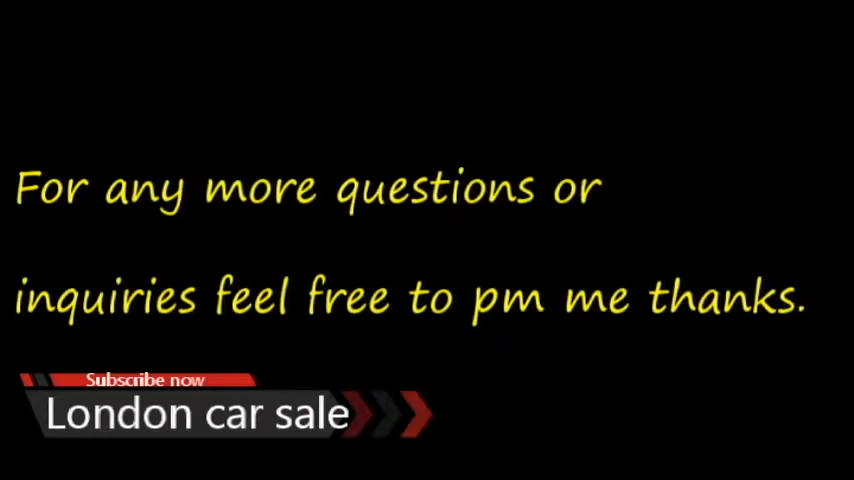 For any more questions or
inquiries feel free to pm me thanks.
Subscribe now
London car sale